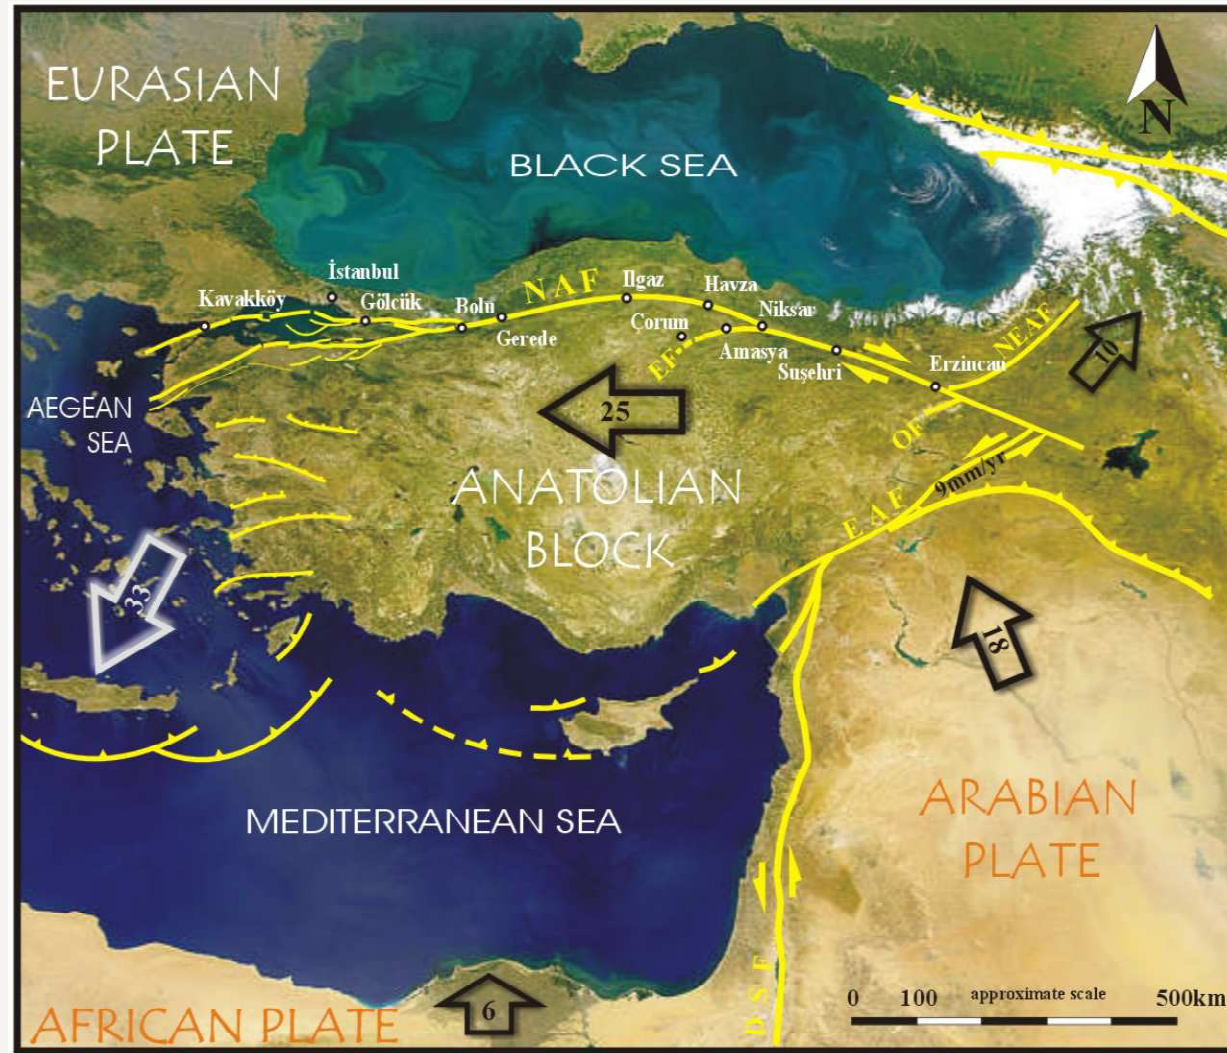 EURASIAN
PLATE
N
BLACK SEA
İstanbul
Kavakköy
Gölcük
Bolu
Gerede
NAF
Ilgaz
Havza
Çorum
Niksar
EF
Amasya
Suşehri
Erzincan
NEAF
10
AEGEAN
SEA
25
OF
9mm/yr
ANATOLIAN
BLOCK
EAF
33
18
MEDITERRANEAN SEA
ARABIAN
PLATE
DSF
AFRICAN PLATE
6
0 100 approximate scale 500km